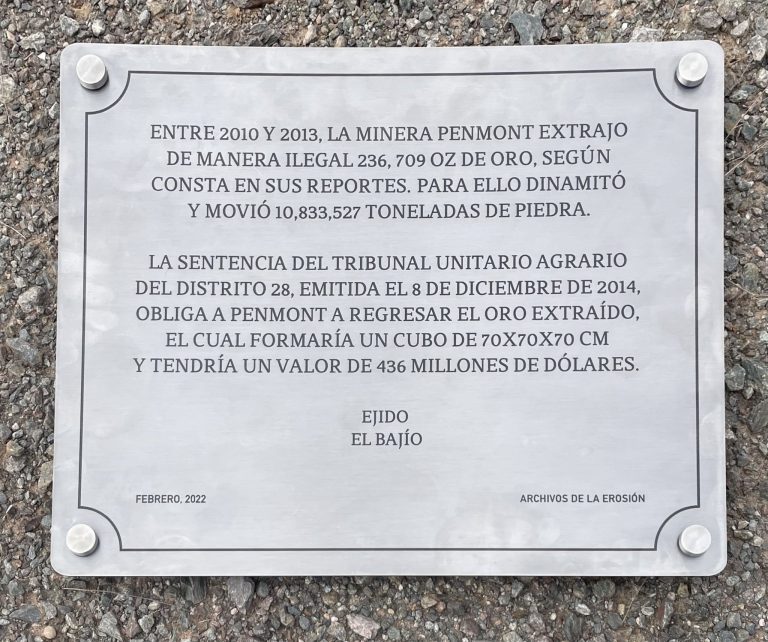 ENTRE 2010 Y 2013, LA MINERA PENMONT EXTRAJO
DE MANERA ILEGAL 236, 709 OZ DE ORO, SEGÚN
CONSTA EN SUS REPORTES. PARA ELLO DINAMITÓ
Y MOVIÓ 10,833,527 TONELADAS DE PIEDRA.
LA SENTENCIA DEL TRIBUNAL UNITARIO AGRARIO
DEL DISTRITO 28, EMITIDA EL 8 DE DICIEMBRE DE 2014,
OBLIGA A PENMONT A REGRESAR EL ORO EXTRAÍDO,
EL CUAL FORMARÍA UN CUBO DE 70X70X70 CM
Y TENDRÍA UN VALOR DE 436 MILLONES DE DÓLARES.
EJIDO
EL BAJÍO
FEBRERO, 2022
ARCHIVOS DE LA EROSIÓN